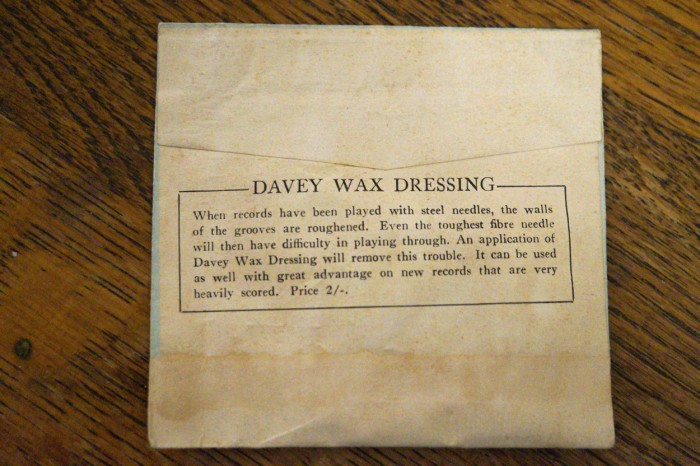 DAVEY WAX DRESSING
When records have been played with steel needles, the walls
of the grooves are roughened. Even the toughest fibre needle
will then have difficulty in playing through. An application of
Davey Wax Dressing will remove this trouble. It can be used
as well with great advantage on new records that are very
heavily scored. Price 2/-.